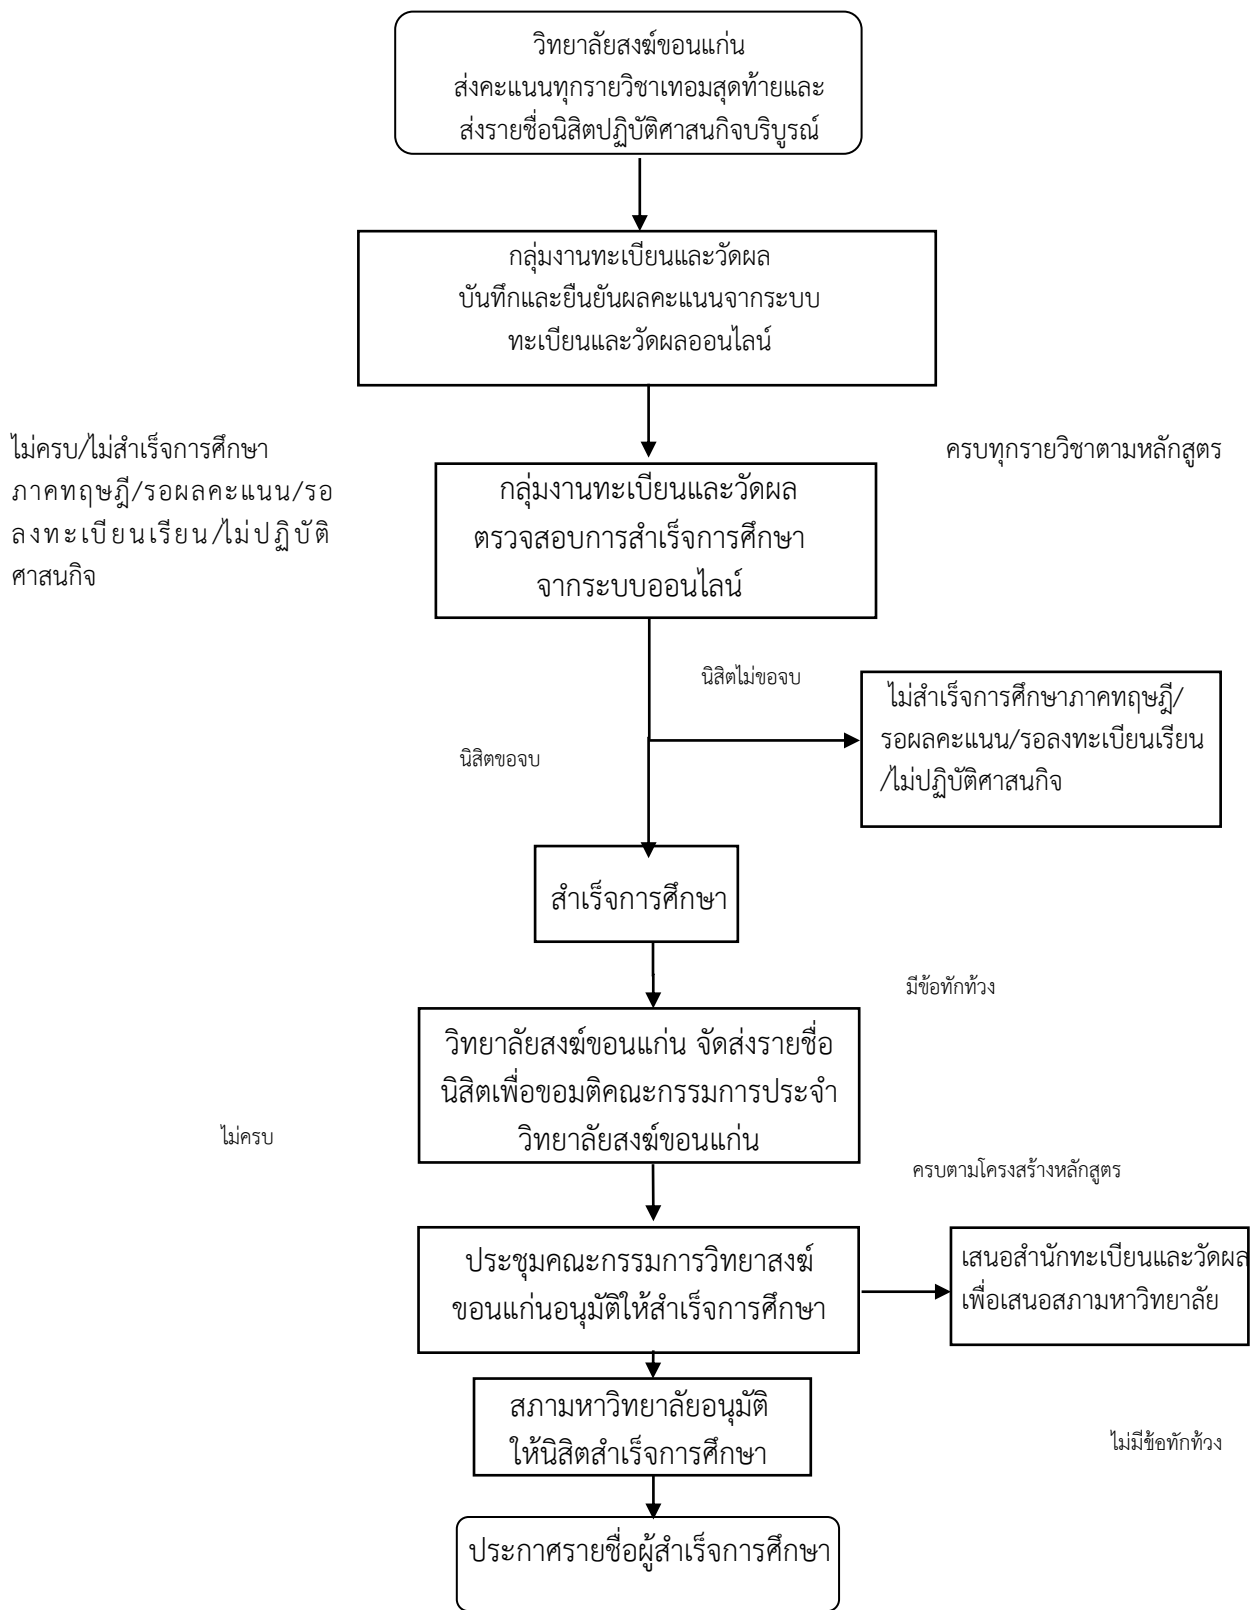 วิทยาลัยสงฆ์ขอนแก่น
ส่งคะแนนทุกรายวิชาเทอมสุดท้ายและ
ส่งรายชื่อนิสิตปฏิบัติศาสนกิจบริบูรณ์
กลุ่มงานทะเบียนและวัดผล
บันทึกและยืนยันผลคะแนนจากระบบ
ทะเบียนและวัดผลออนไลน์
ไม่ครบ/ไม่สำเร็จการศึกษา
ภาคทฤษฎี/รอผลคะแนน/รอ
ลงทะเบียนเรียน/ไม่ปฏิบัติ
ศาสนกิจ
ครบทุกรายวิชาตามหลักสูตร
กลุ่มงานทะเบียนและวัดผล
ตรวจสอบการสำเร็จการศึกษา
จากระบบออนไลน์
นิสิตไม่ขอจบ
ไม่สำเร็จการศึกษาภาคทฤษฎี/
รอผลคะแนน/รอลงทะเบียนเรียน
/ไม่ปฏิบัติศาสนกิจ
นิสิตขอจบ
สำเร็จการศึกษา
มีข้อทักท้วง
วิทยาลัยสงฆ์ขอนแก่น จัดส่งรายชื่อ
นิสิตเพื่อขอมติคณะกรรมการประจำ
วิทยาลัยสงฆ์ขอนแก่น
ไม่ครบ
ครบตามโครงสร้างหลักสูตร
ประชุมคณะกรรมการวิทยาสงฆ์
ขอนแก่นอนุมัติให้สำเร็จการศึกษา
เสนอสำนักทะเบียนและวัดผล
เพื่อเสนอสภามหาวิทยาลัย
สภามหาวิทยาลัยอนุมัติ
ให้นิสิตสำเร็จการศึกษา
ไม่มีข้อทักท้วง
ประกาศรายชื่อผู้สำเร็จการศึกษา